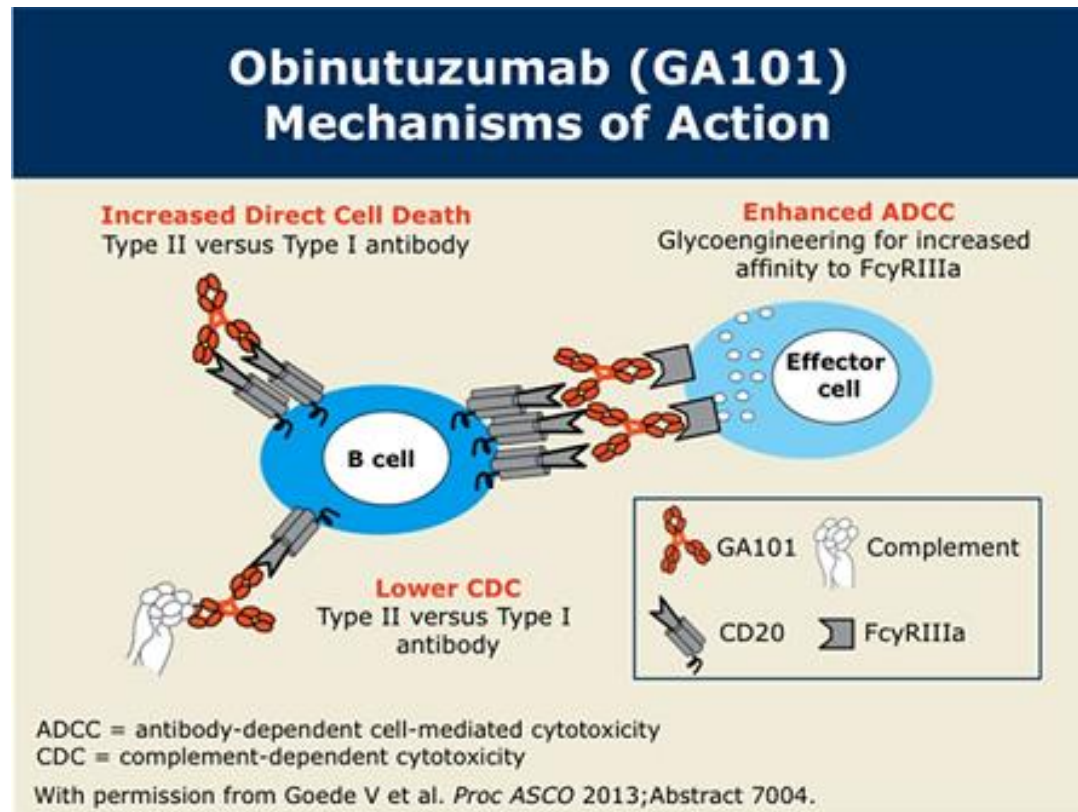 Obinutuzumab (GA101)
Mechanisms of Action
Increased Direct Cell Death
Type II versus Type I antibody
Enhanced ADCC
Glycoengineering for increased
affinity to FcyRIIIa
Effector
cell
B cell
Lower CDC
Type II versus Type I
antibody
GA101
Complement
CD20
FcyRIIIa
ADCC = antibody-dependent cell-mediated cytotoxicity
CDC = complement-dependent cytotoxicity
With permission from Goede V et al. Proc ASCO 2013;Abstract 7004.